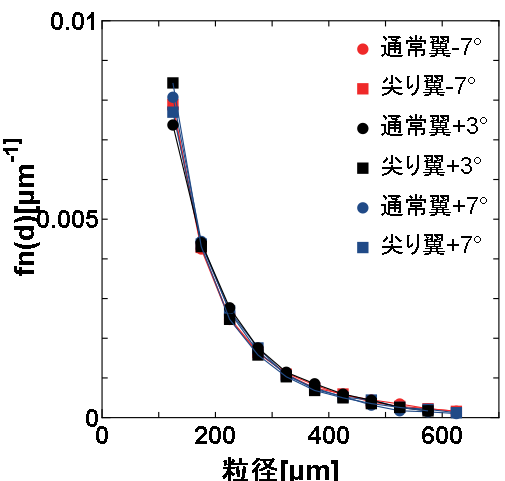 0.01
0.005
0
fn(d)[μm-1]
通常翼-7°
尖り翼-7°
通常翼+3°
尖り翼+3°
通常翼+7°
尖り翼+7°
0 200 400 600
粒径[μm]